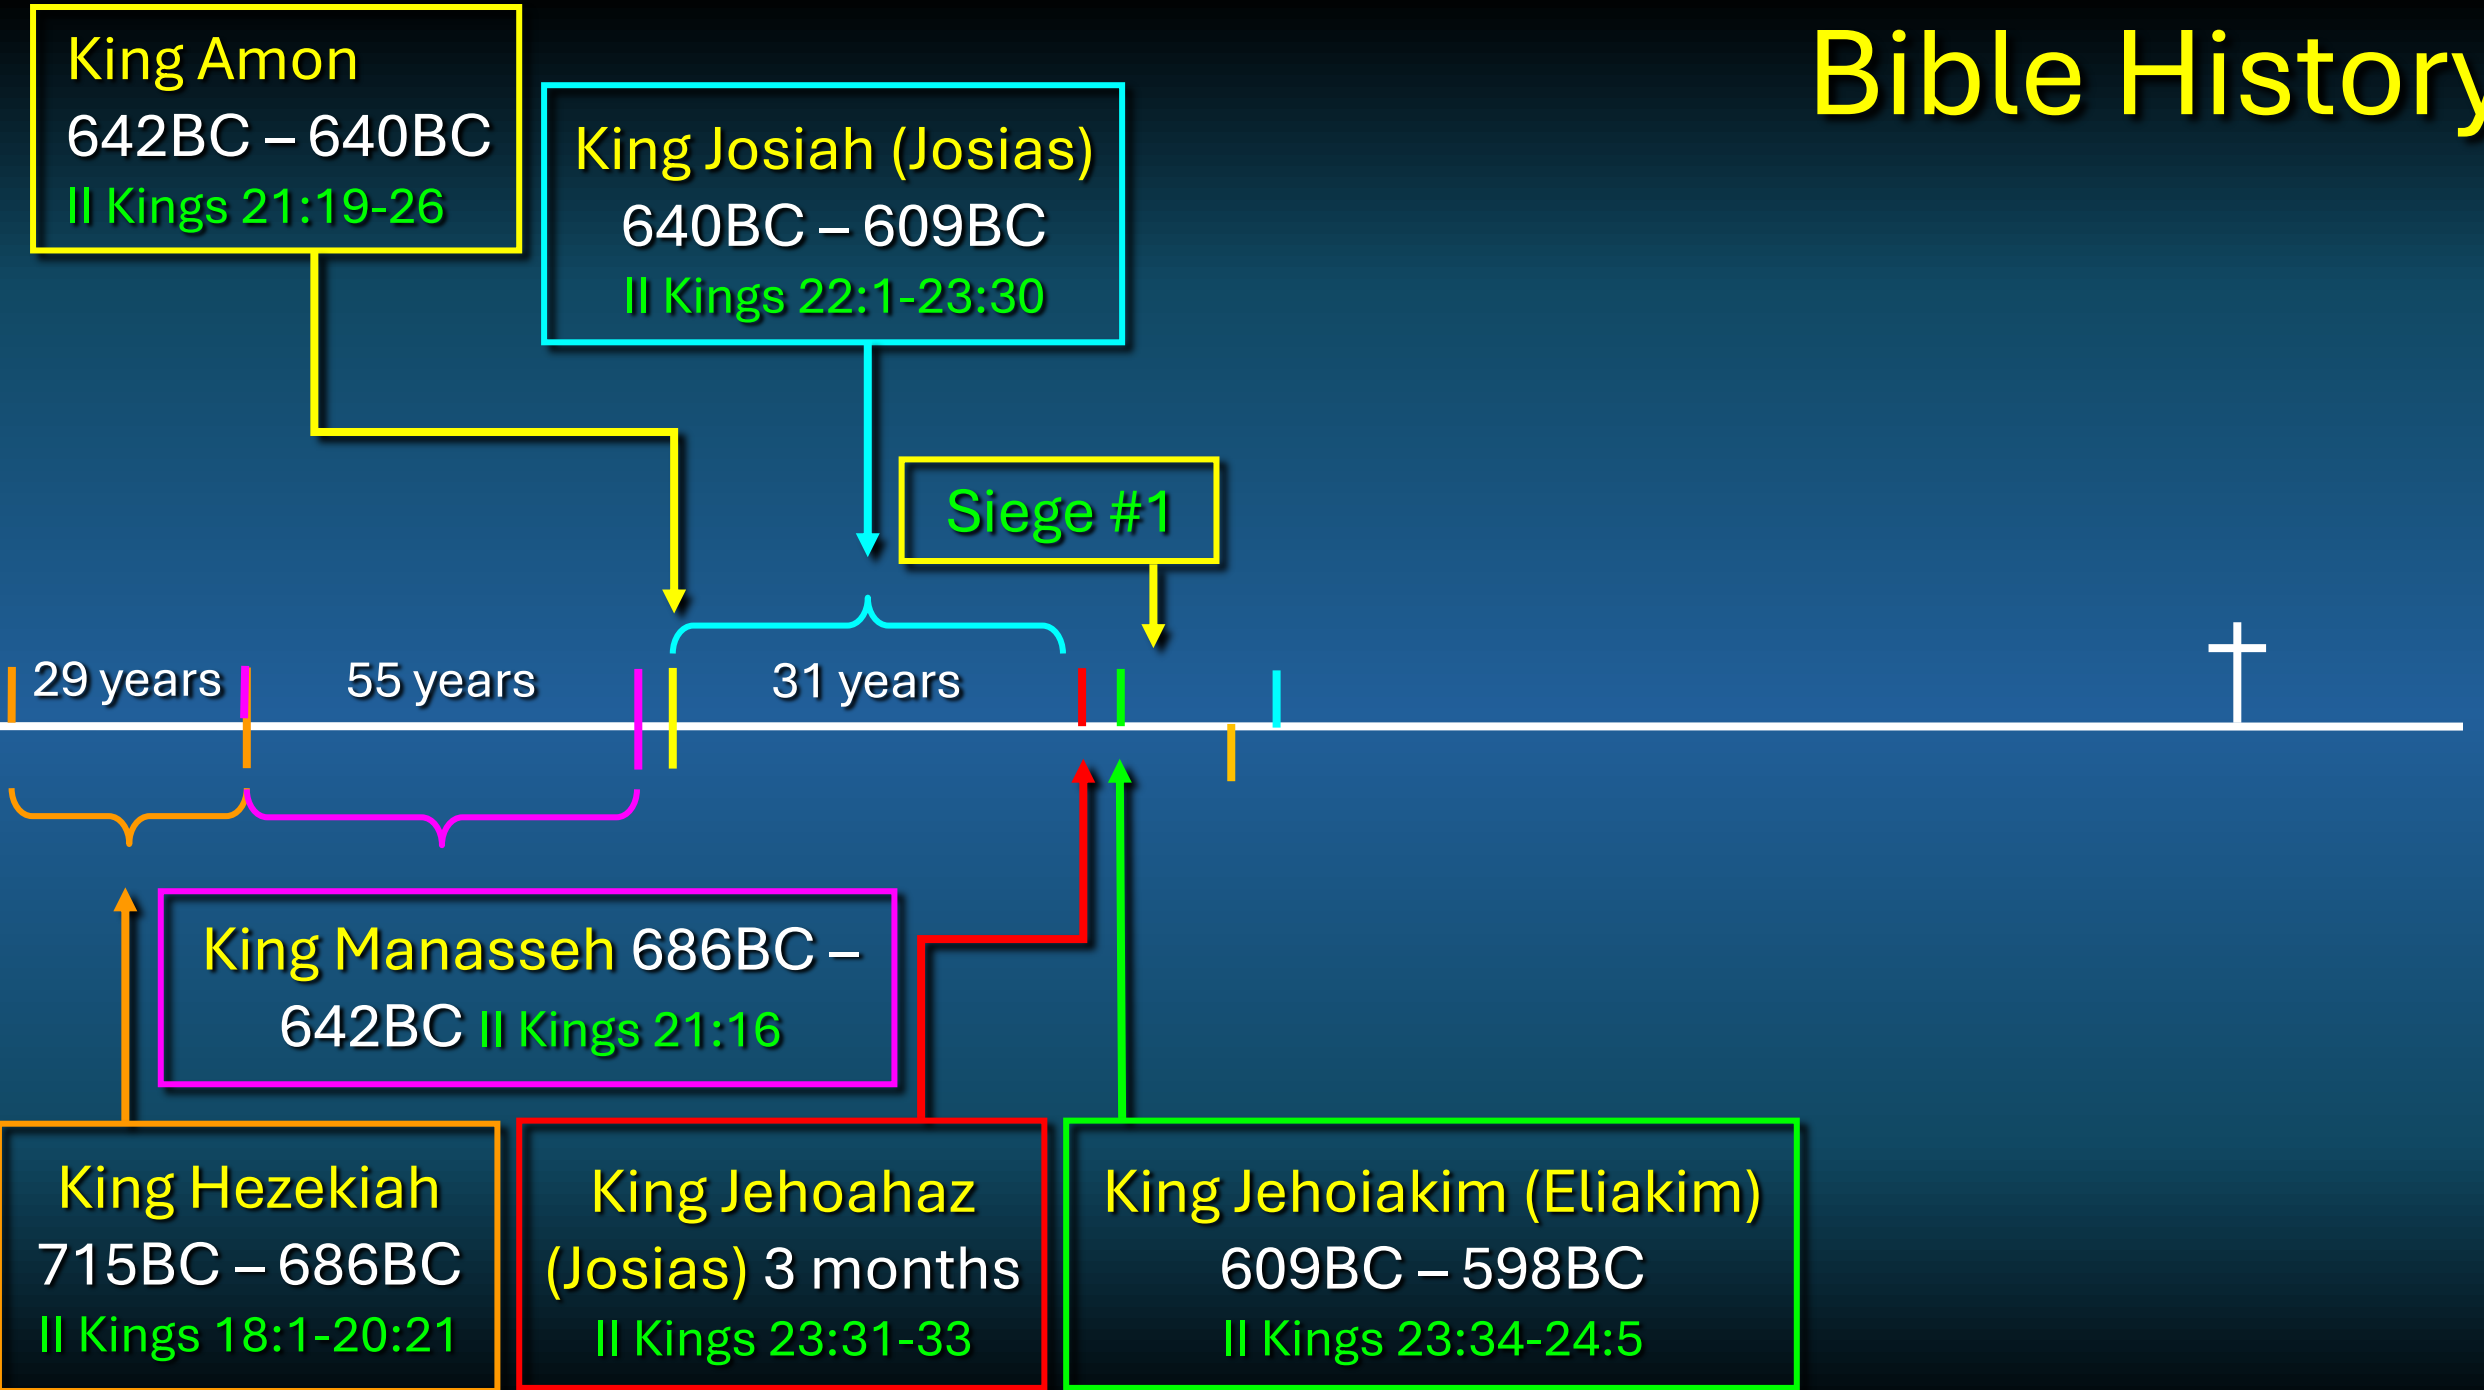 Bible History
King Amon
642BC – 640BC
II Kings 21:19-26
King Josiah (Josias)
640BC – 609BC
II Kings 22:1-23:30
Siege #1
29 years
55 years
31 years
King Manasseh 686BC –
642BC II Kings 21:16
King Hezekiah
715BC – 686BC
II Kings 18:1-20:21
King Jehoahaz
(Josias) 3 months
II Kings 23:31-33
King Jehoiakim (Eliakim)
609BC – 598BC
II Kings 23:34-24:5